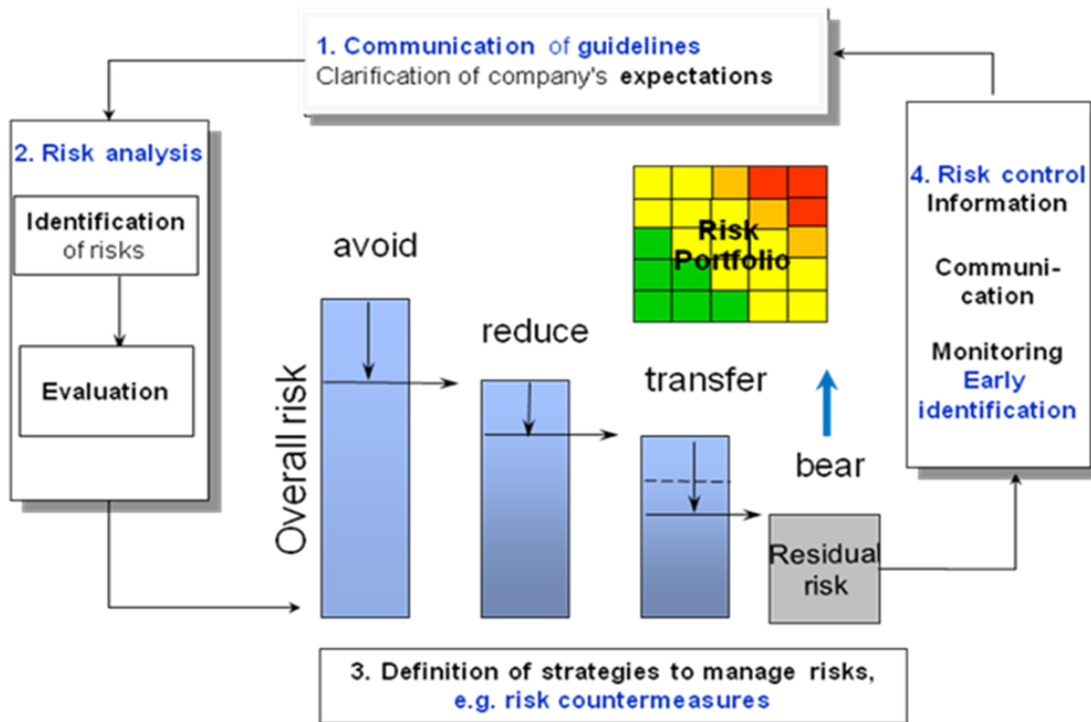 1. Communication of guidelines
Clarification of company's expectations
2. Risk analysis
Identification
of risks
Evaluation
Overall risk
avoid
reduce
transfer
bear
Residual
risk
Risk
Portfolio
3. Definition of strategies to manage risks,
e.g. risk countermeasures
4. Risk control
Information
Communi-
cation
Monitoring
Early
identification